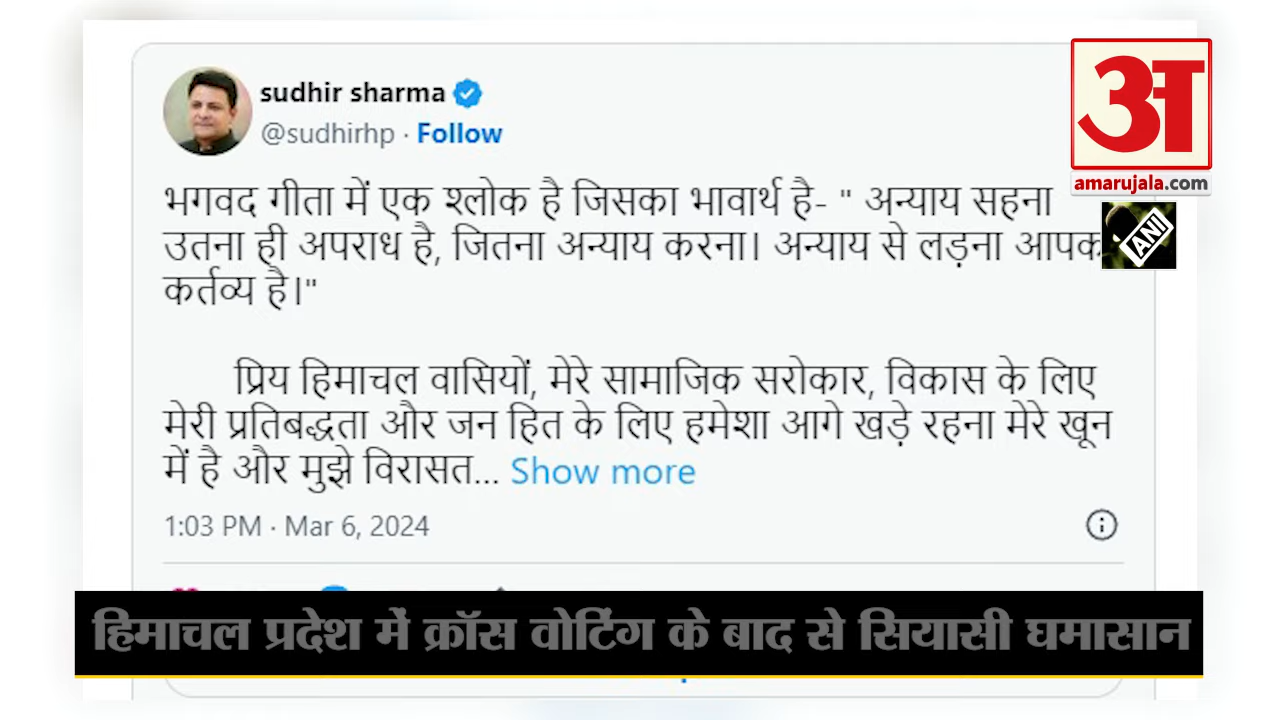 sudhir sharma
@sudhirhp · Follow
भगवद गीता में एक श्लोक है जिसका भावार्थ है- " अन्याय सहना
उतना ही अपराध है, जितना अन्याय करना। अन्याय से लड़ना
कर्तव्य है।"
प्रिय हिमाचल वासियों, मेरे सामाजिक सरोकार, विकास के लिए
मेरी प्रतिबद्धता और जन हित के लिए हमेशा आगे खड़े रहना मेरे खून
में है और मुझे विरासत... Show more
1:03 PM · Mar 6, 2024
अ
amarujala.com
ANI
हिमाचल प्रदेश में क्रॉस वोटिंग के बाद से सियासी घमासान